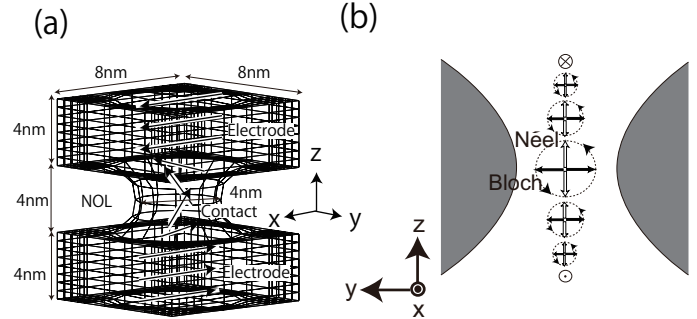 (a)
8nm
8nm
4nm
Electrode
4nm
NOL
4nm
Contact
z
x
y
4nm
Electrode
(b)
Néel
Bloch
z
y
x